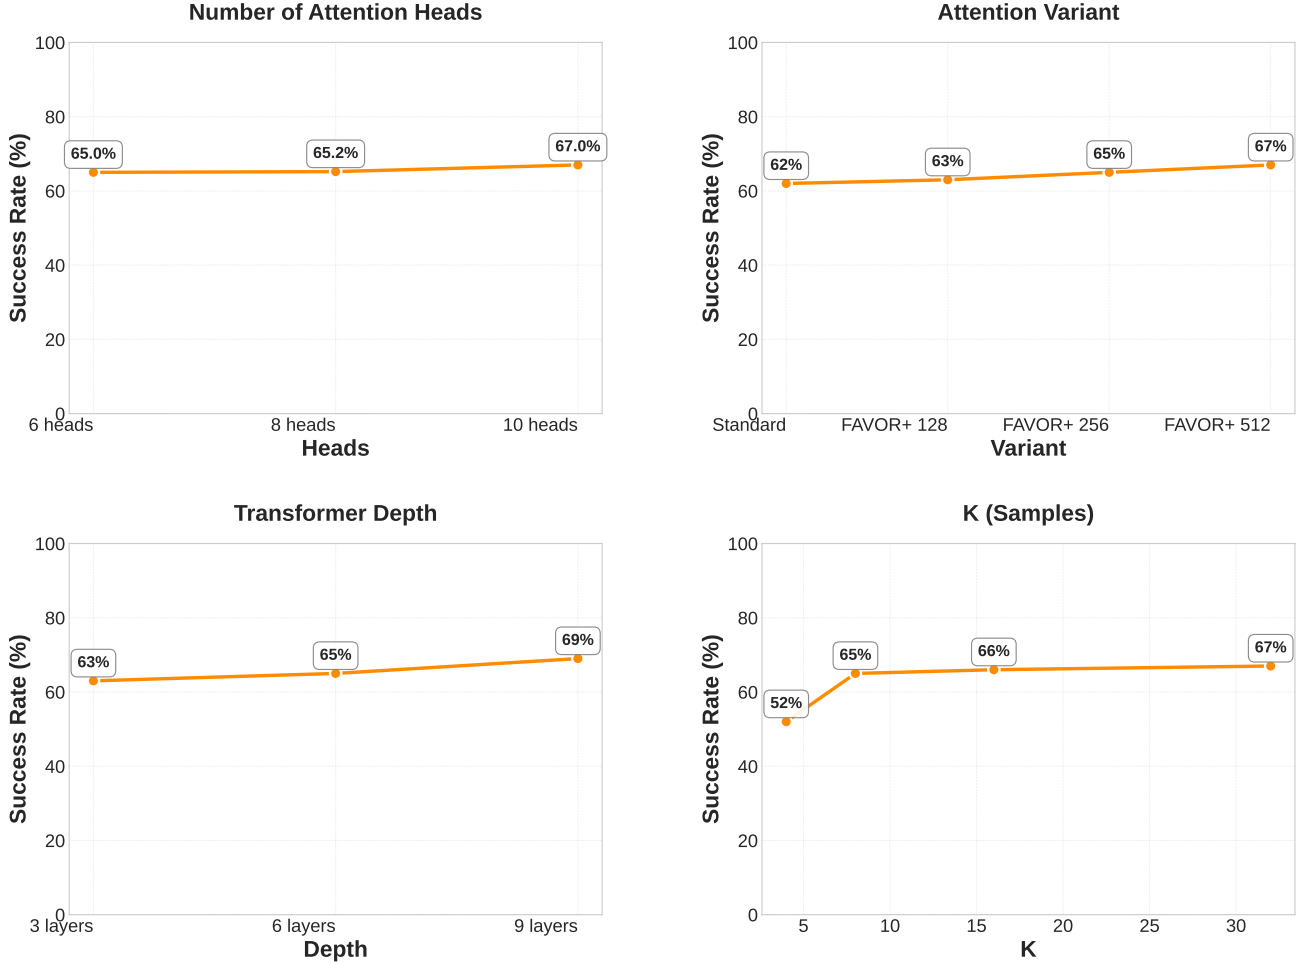 Number of Attention Heads
100
80
60
40
20
0
Success Rate (%)
65.0%
65.2%
67.0%
6 heads
8 heads
10 heads
Heads
Attention Variant
100
80
60
40
20
0
Success Rate (%)
62%
63%
65%
67%
Standard
FAVOR+ 128
FAVOR+ 256
FAVOR+ 512
Variant
Transformer Depth
100
80
60
40
20
0
Success Rate (%)
63%
65%
69%
3 layers
6 layers
9 layers
Depth
K (Samples)
100
80
60
40
20
0
Success Rate (%)
52%
65%
66%
67%
5
10
15
20
25
30
K